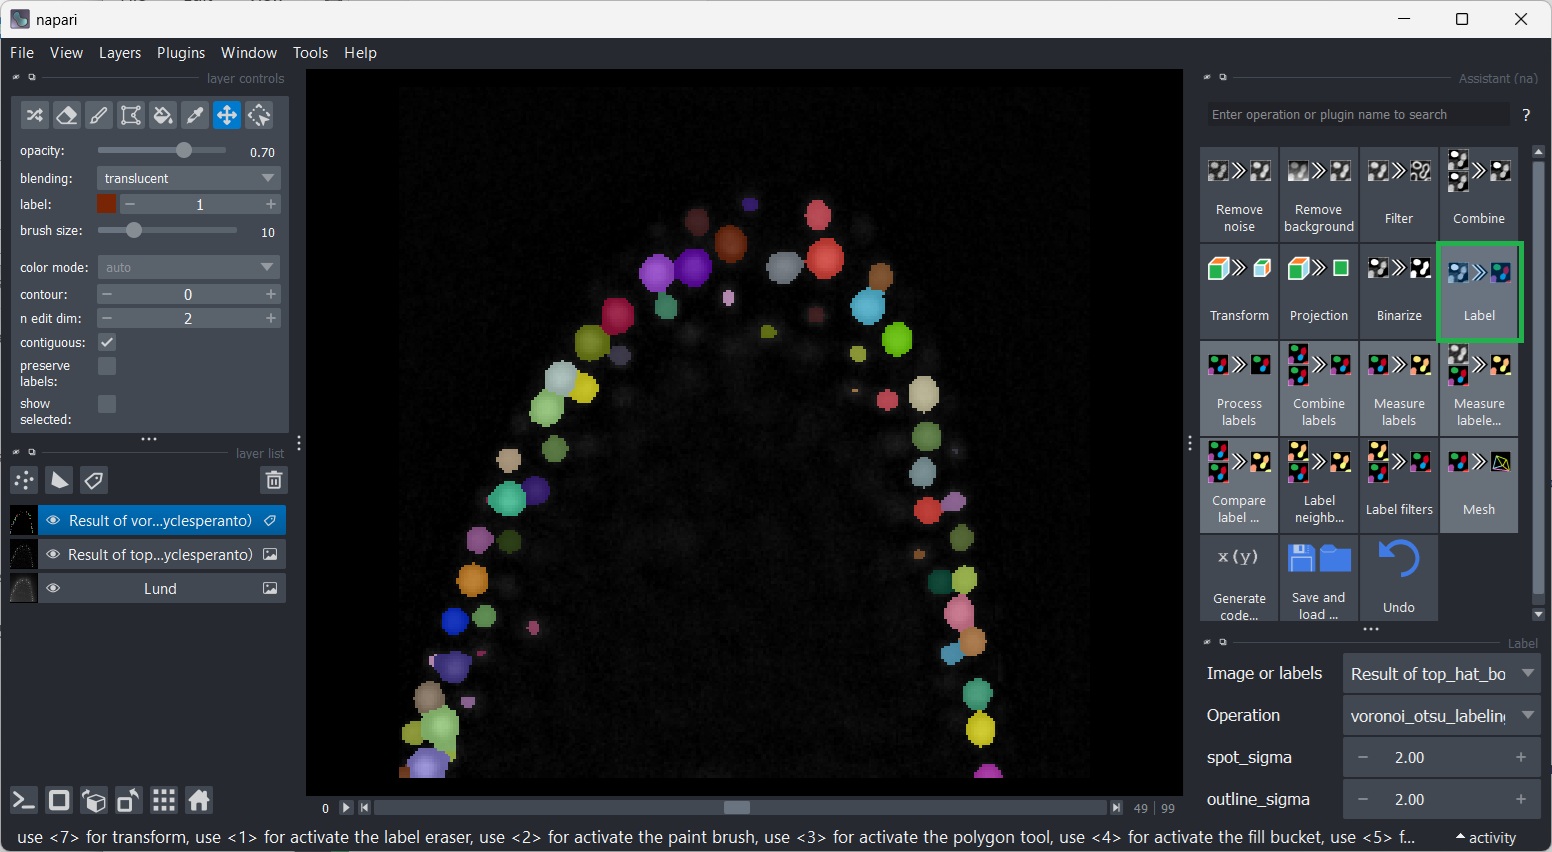 napari
File View Layers Plugins Window Tools Help
layer controls
opacity: 0.70
blending: translucent
label: 1
brush size: 10
color mode: auto
contour: 0
n edit dim: 2
contiguous:
preserve
labels:
show
selected:
layer list
Result of vor...yclesperanto)
Result of top...yclesperanto)
Lund
0 49 99
Assistant (na)
Enter operation or plugin name to search ?
Remove
noise
Remove
background
Filter
Combine
Transform
Projection
Binarize
Label
Process
labels
Combine
labels
Measure
labels
Measure
labele...
Compare
label ...
Label
neighb...
Label filters
Mesh
x(y)
Generate
code...
Save and
load ...
Undo
Label
Image or labels Result of top_hat_bo
Operation voronoi_otsu_labeling
spot_sigma 2.00
outline_sigma 2.00
use <7> for transform, use <1> for activate the label eraser, use <2> for activate the paint brush, use <3> for activate the polygon tool, use <4> for activate the fill bucket, use <5> f... activity